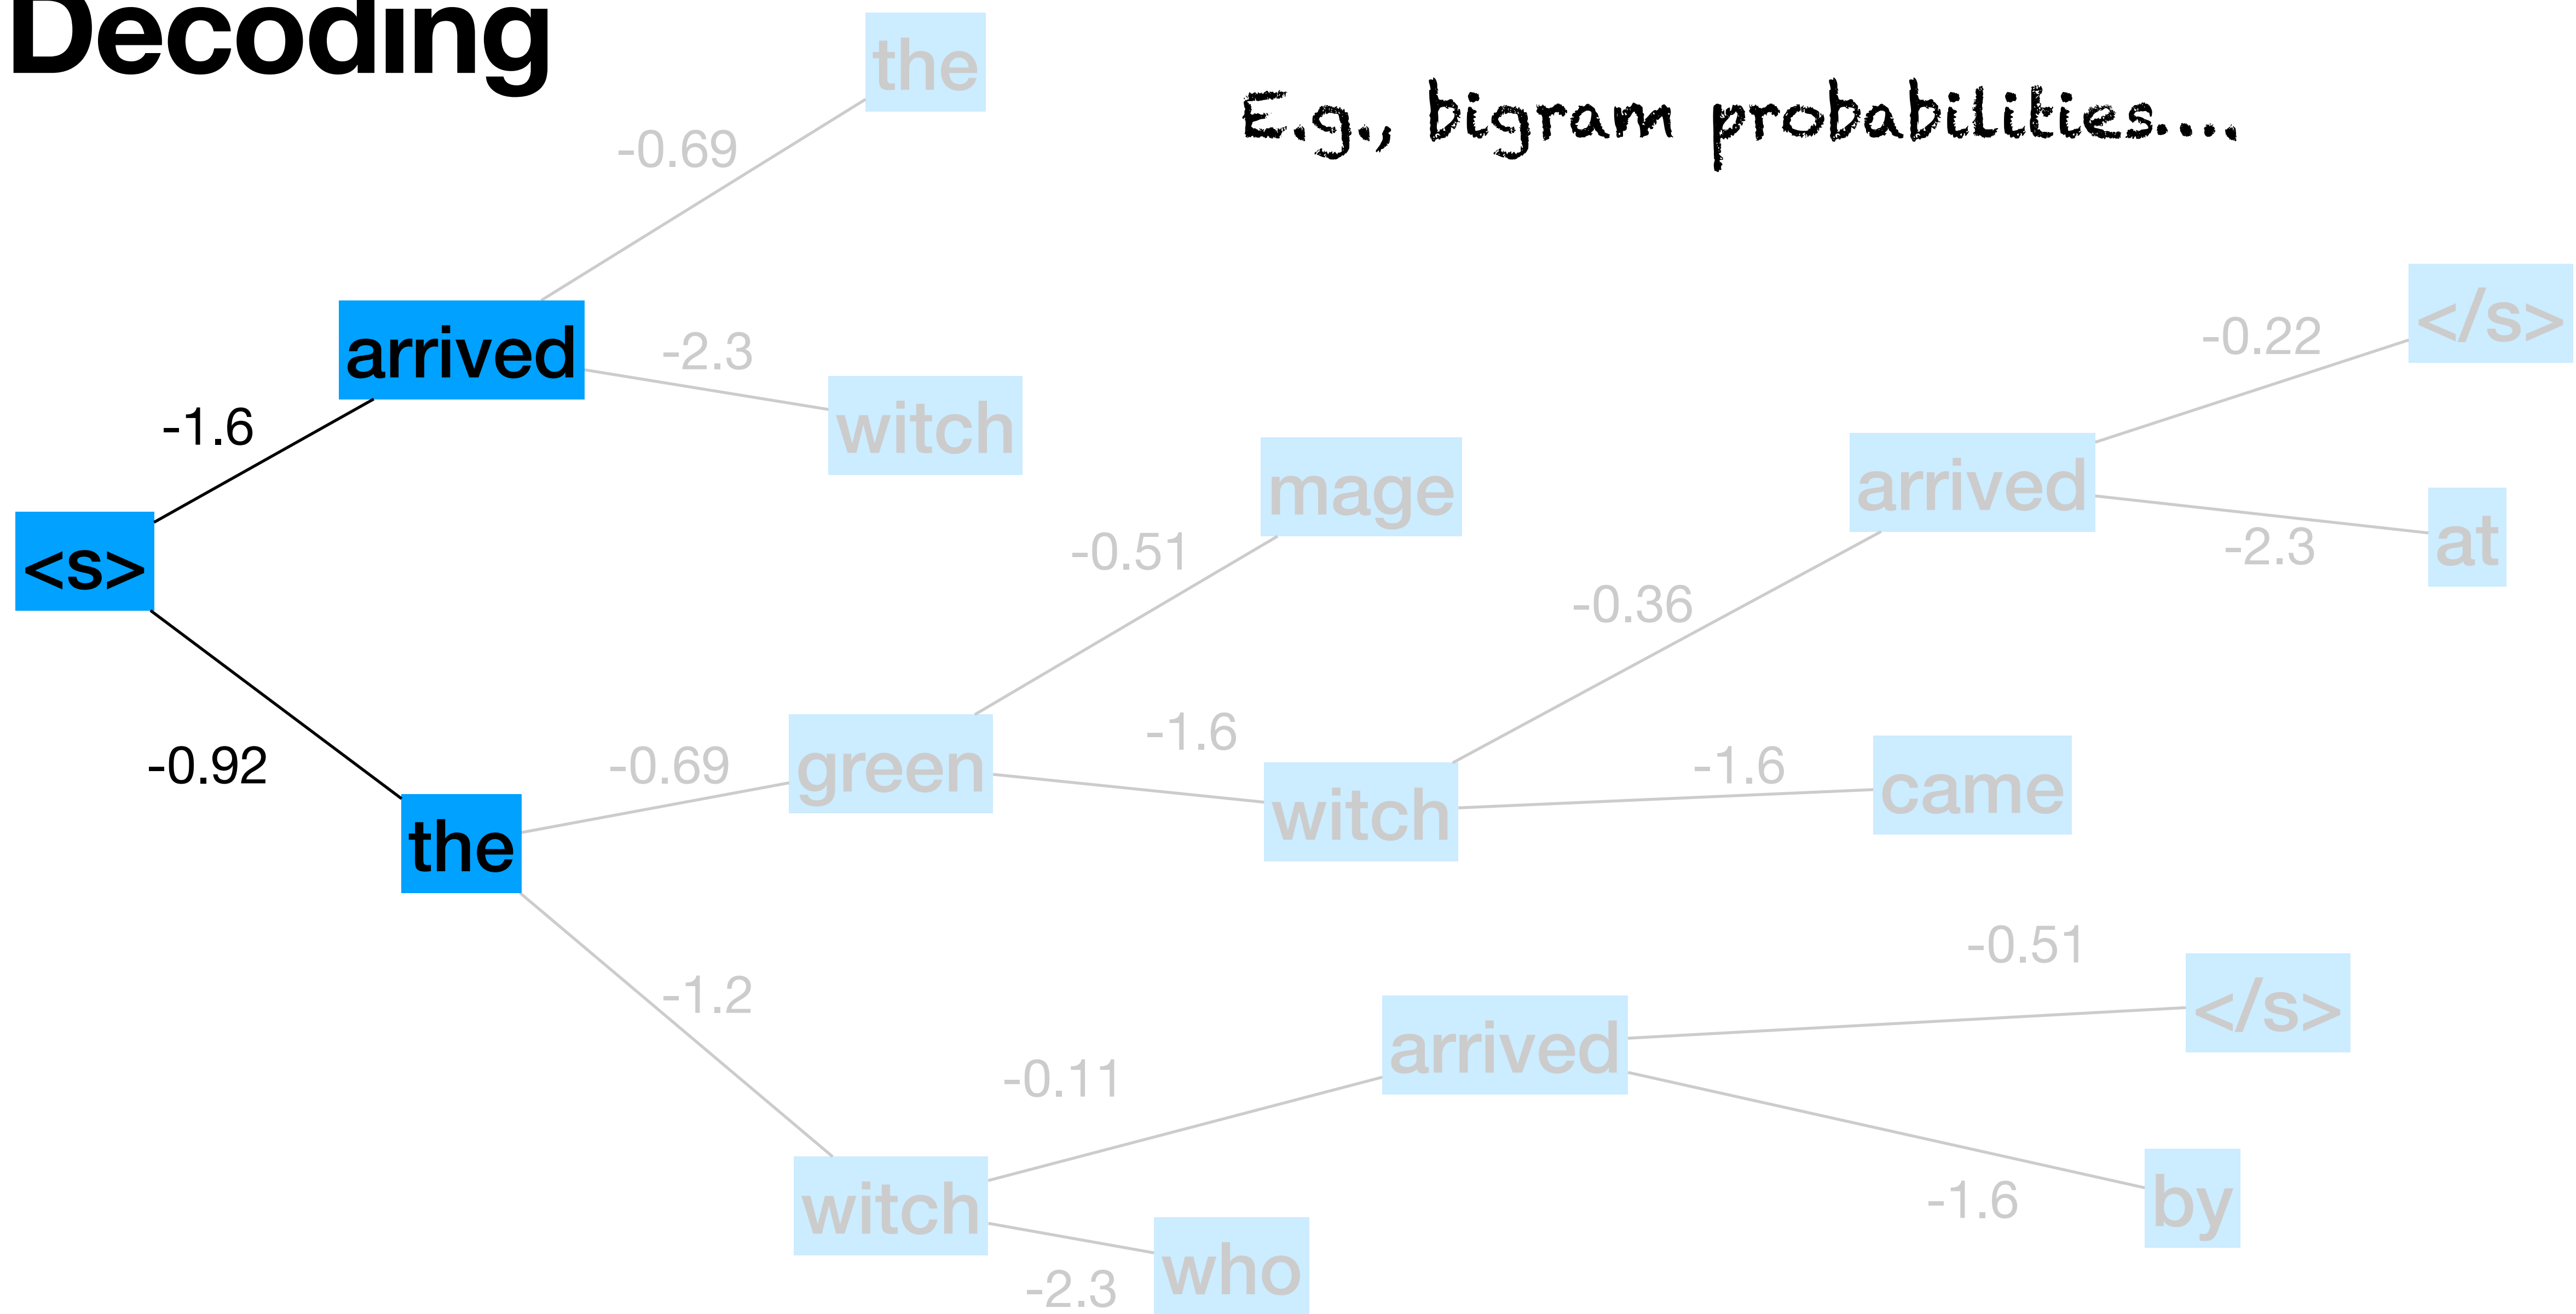 Decoding
the
E.g., bigram probabilities....
-0.69
</s>
-0.22
arrived
-2.3
witch
-1.6
mage
arrived
at
-2.3
<s>
-0.51
-0.36
-0.92
the
-0.69
green
-1.6
witch
-1.6
came
-1.2
-0.51
</s>
-0.11
arrived
witch
-1.6
by
who
-2.3